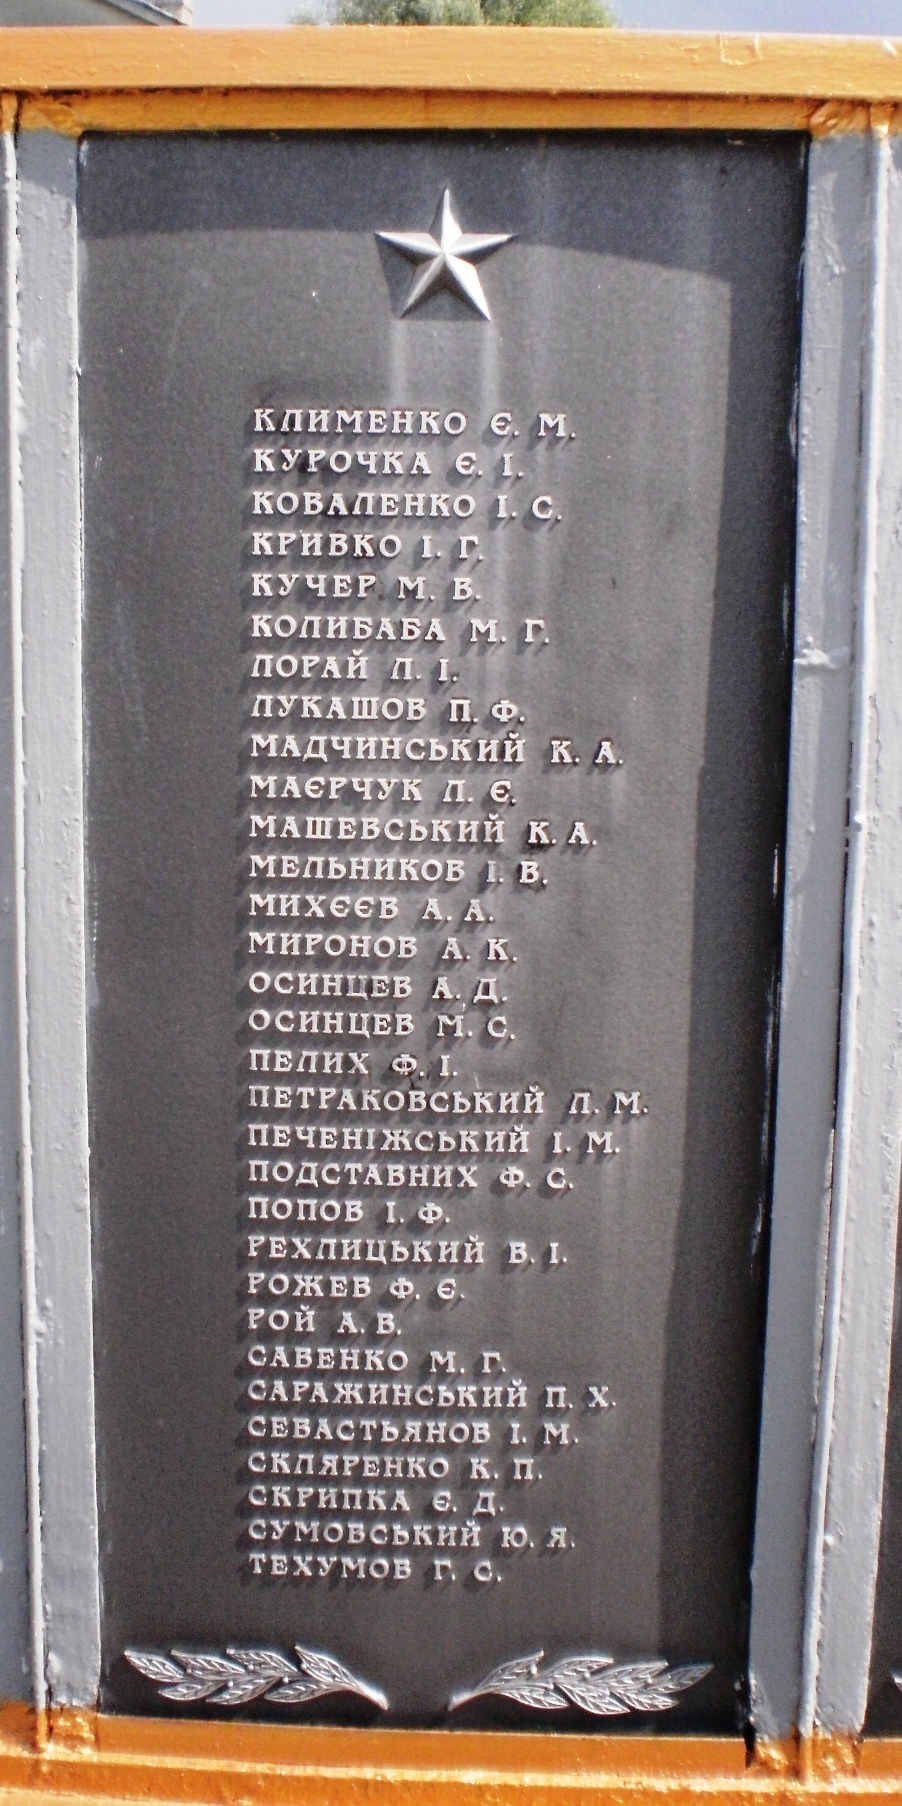 КЛИМЕНКО Є. М.
КУРОЧКА Є. І.
КОВАЛЕНКО І. С.
КРИВКО І. Г.
КУЧЕР М. В.
КОЛИБАБА М. Г.
ЛОРАЙ Л. І.
ЛУКАШОВ П. Ф.
МАДЧИНСЬКИЙ К. А.
МАЄРЧУК Л. Є.
МАШЕВСЬКИЙ К. А.
МЕЛЬНИКОВ І. В.
МИХЄЄВ А. А.
МИРОНОВ А. К.
ОСИНЦЕВ А. Д.
ОСИНЦЕВ М. С.
ПЕЛИХ Ф. І.
ПЕТРАКОВСЬКИЙ Л. М.
ПЕЧЕНІЖСЬКИЙ І. М.
ПОДСТАВНИХ Ф. С.
ПОПОВ І. Ф.
РЕХЛИЦЬКИЙ В. І.
РОЖЕВ Ф. Є.
РОЙ А. В.
САВЕНКО М. Г.
САРАЖИНСЬКИЙ П. Х.
СЕВАСТЬЯНОВ І. М.
СКЛЯРЕНКО К. П.
СКРИПКА Є. Д.
СУМОВСЬКИЙ Ю. Я.
ТЕХУМОВ Г. С.